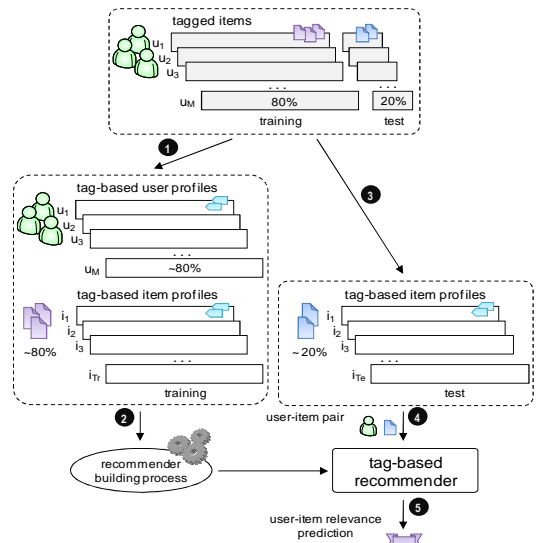 tagged items
u1
u2
u3
. . .
. . .
uM
80%
20%
training
test
1
3
tag-based user profiles
u1
u2
u3
. . .
uM
~80%
tag-based item profiles
i1
i2
i3
~80%
. . .
iTr
training
tag-based item profiles
i1
i2
i3
~ 20%
. . .
iTe
test
2
user-item pair
4
recommender
building process
tag-based
recommender
5
user-item relevance
prediction